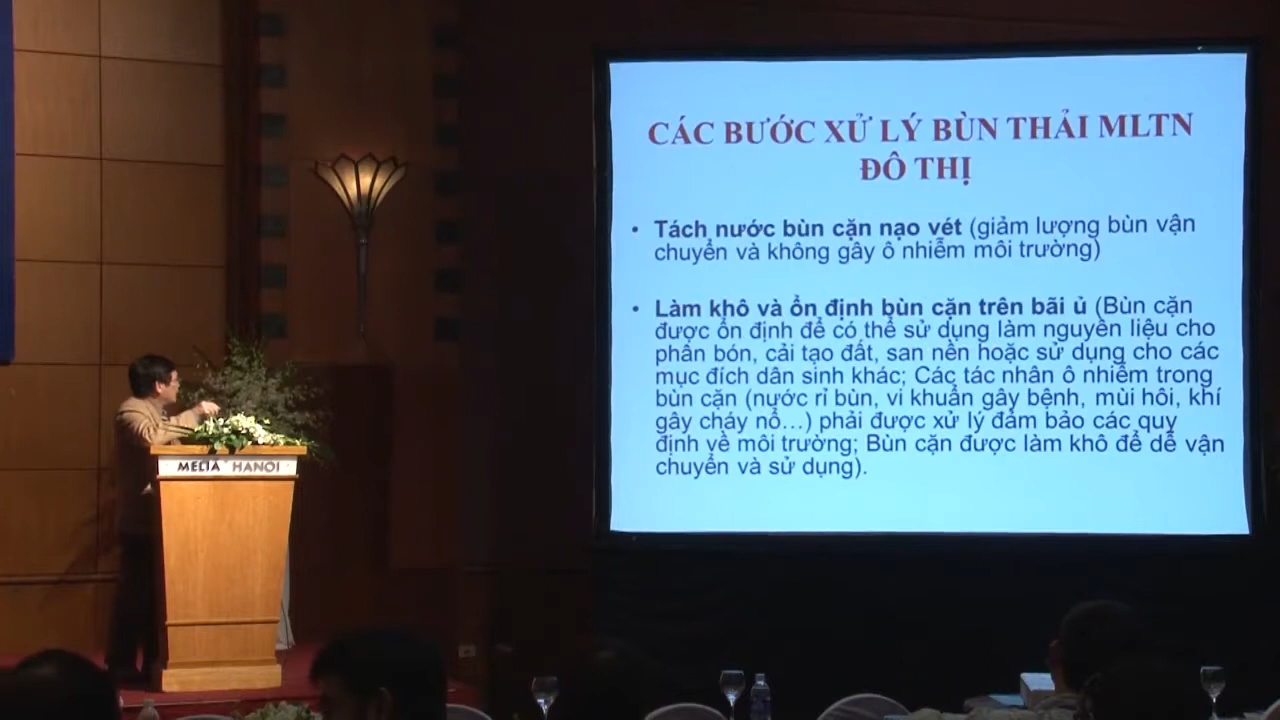 CÁC BƯỚC XỬ LÝ BÙN THẢI MLTN
ĐÔ THỊ
• Tách nước bùn cặn nạo vét (giảm lượng bùn vận
chuyển và không gây ô nhiễm môi trường)
• Làm khô và ổn định bùn cặn trên bãi ủ (Bùn cặn
được ổn định để có thể sử dụng làm nguyên liệu cho
phân bón, cải tạo đất, san nền hoặc sử dụng cho các
mục đích dân sinh khác; Các tác nhân ô nhiễm trong
bùn cặn (nước rỉ bùn, vi khuẩn gây bệnh, mùi hôi, khí
gây cháy nổ…) phải được xử lý đảm bảo các quy
định về môi trường; Bùn cặn được làm khô để dễ vận
chuyển và sử dụng).
MELIA HANOI